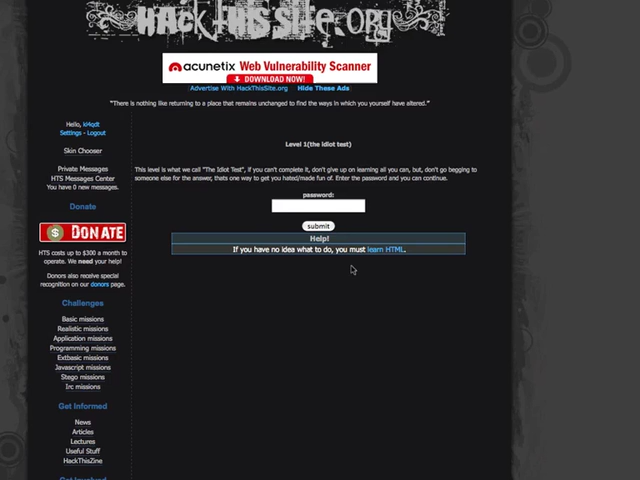 HACK THIS SITE.ORG
acunetix Web Vulnerability Scanner
DOWNLOAD NOW!
Advertise With HackThisSite.org Hide These Ads
"There is nothing like returning to a place that remains unchanged to find the ways in which you yourself have altered."
Hello, ki4qdt
Settings - Logout
Skin Chooser
Private Messages
HTS Messages Center
You have 0 new messages.
Donate
$ DONATE
HTS costs up to $300 a month to
operate. We need your help!
Donors also receive special
recognition on our donors page.
Challenges
Basic missions
Realistic missions
Application missions
Programming missions
Extbasic missions
Javascript missions
Stego missions
Irc missions
Get Informed
News
Articles
Lectures
Useful Stuff
HackThisZine
Get Involved
Level 1(the idiot test)
This level is what we call "The Idiot Test", if you can't complete it, don't give up on learning all you can, but, don't go begging to
someone else for the answer, thats one way to get you hated/made fun of. Enter the password and you can continue.
password:
submit
Help!
If you have no idea what to do, you must learn HTML.